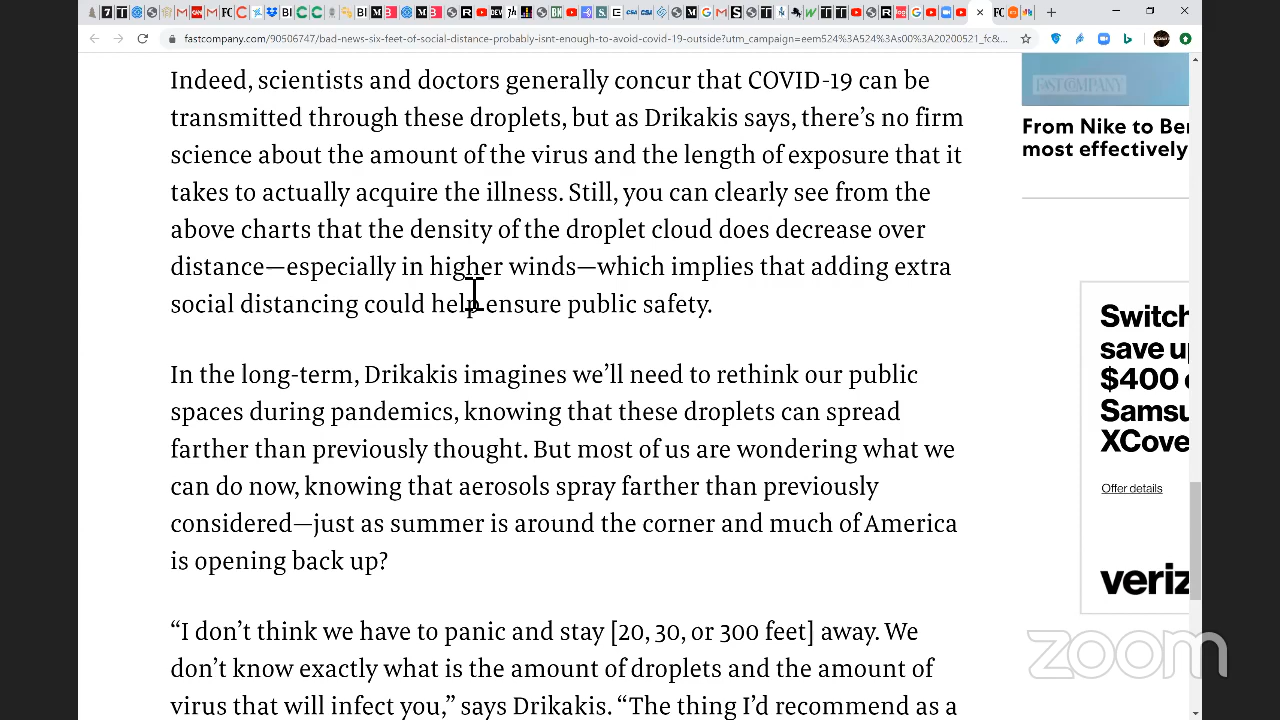 fastcompany.com/90506747/bad-news-six-feet-of-social-distance-probably-isnt-enough-to-avoid-covid-19-outside?utm_campaign=eem524%3A524%3As00%3A20200521_fc&...
Indeed, scientists and doctors generally concur that COVID-19 can be
transmitted through these droplets, but as Drikakis says, there’s no firm
science about the amount of the virus and the length of exposure that it
takes to actually acquire the illness. Still, you can clearly see from the
above charts that the density of the droplet cloud does decrease over
distance—especially in higher winds—which implies that adding extra
social distancing could help ensure public safety.
In the long-term, Drikakis imagines we’ll need to rethink our public
spaces during pandemics, knowing that these droplets can spread
farther than previously thought. But most of us are wondering what we
can do now, knowing that aerosols spray farther than previously
considered—just as summer is around the corner and much of America
is opening back up?
“I don’t think we have to panic and stay [20, 30, or 300 feet] away. We
don’t know exactly what is the amount of droplets and the amount of
virus that will infect you,” says Drikakis. “The thing I’d recommend as a
FAST COMPANY
From Nike to Be
most effectively
Switch
save u
$400
Samsu
XCove
Offer details
veriz
zoom